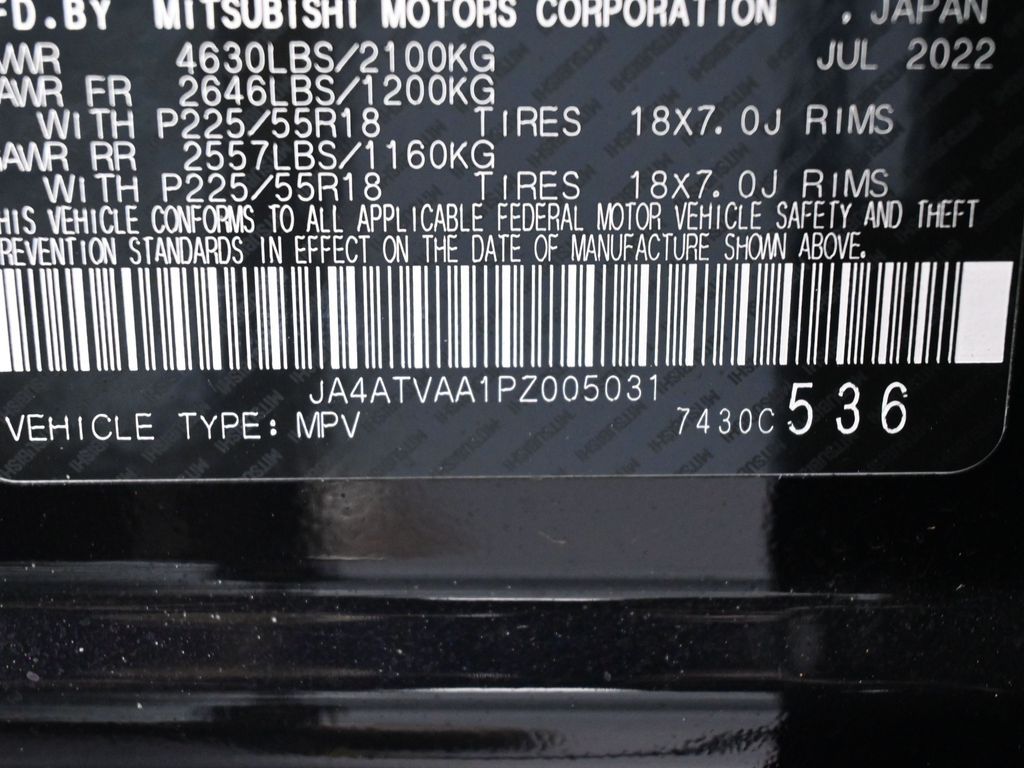 FD.BY MITSUBISHI MOTORS CORPORATION , JAPAN
VWR 4630LBS/2100KG JUL 2022
AWR FR 2646LBS/1200KG
WITH P225/55R18 TIRES 18X7.0J RIMS
AWR RR 2557LBS/1160KG
WITH P225/55R18 TIRES 18X7.0J RIMS
HIS VEHICLE CONFORMS TO ALL APPLICABLE FEDERAL MOTOR VEHICLE SAFETY AND THEFT
REVENTION STANDARDS IN EFFECT ON THE DATE OF MANUFACTURE SHOWN ABOVE.
JA4ATVAA1PZ005031
VEHICLE TYPE: MPV 7430C 536